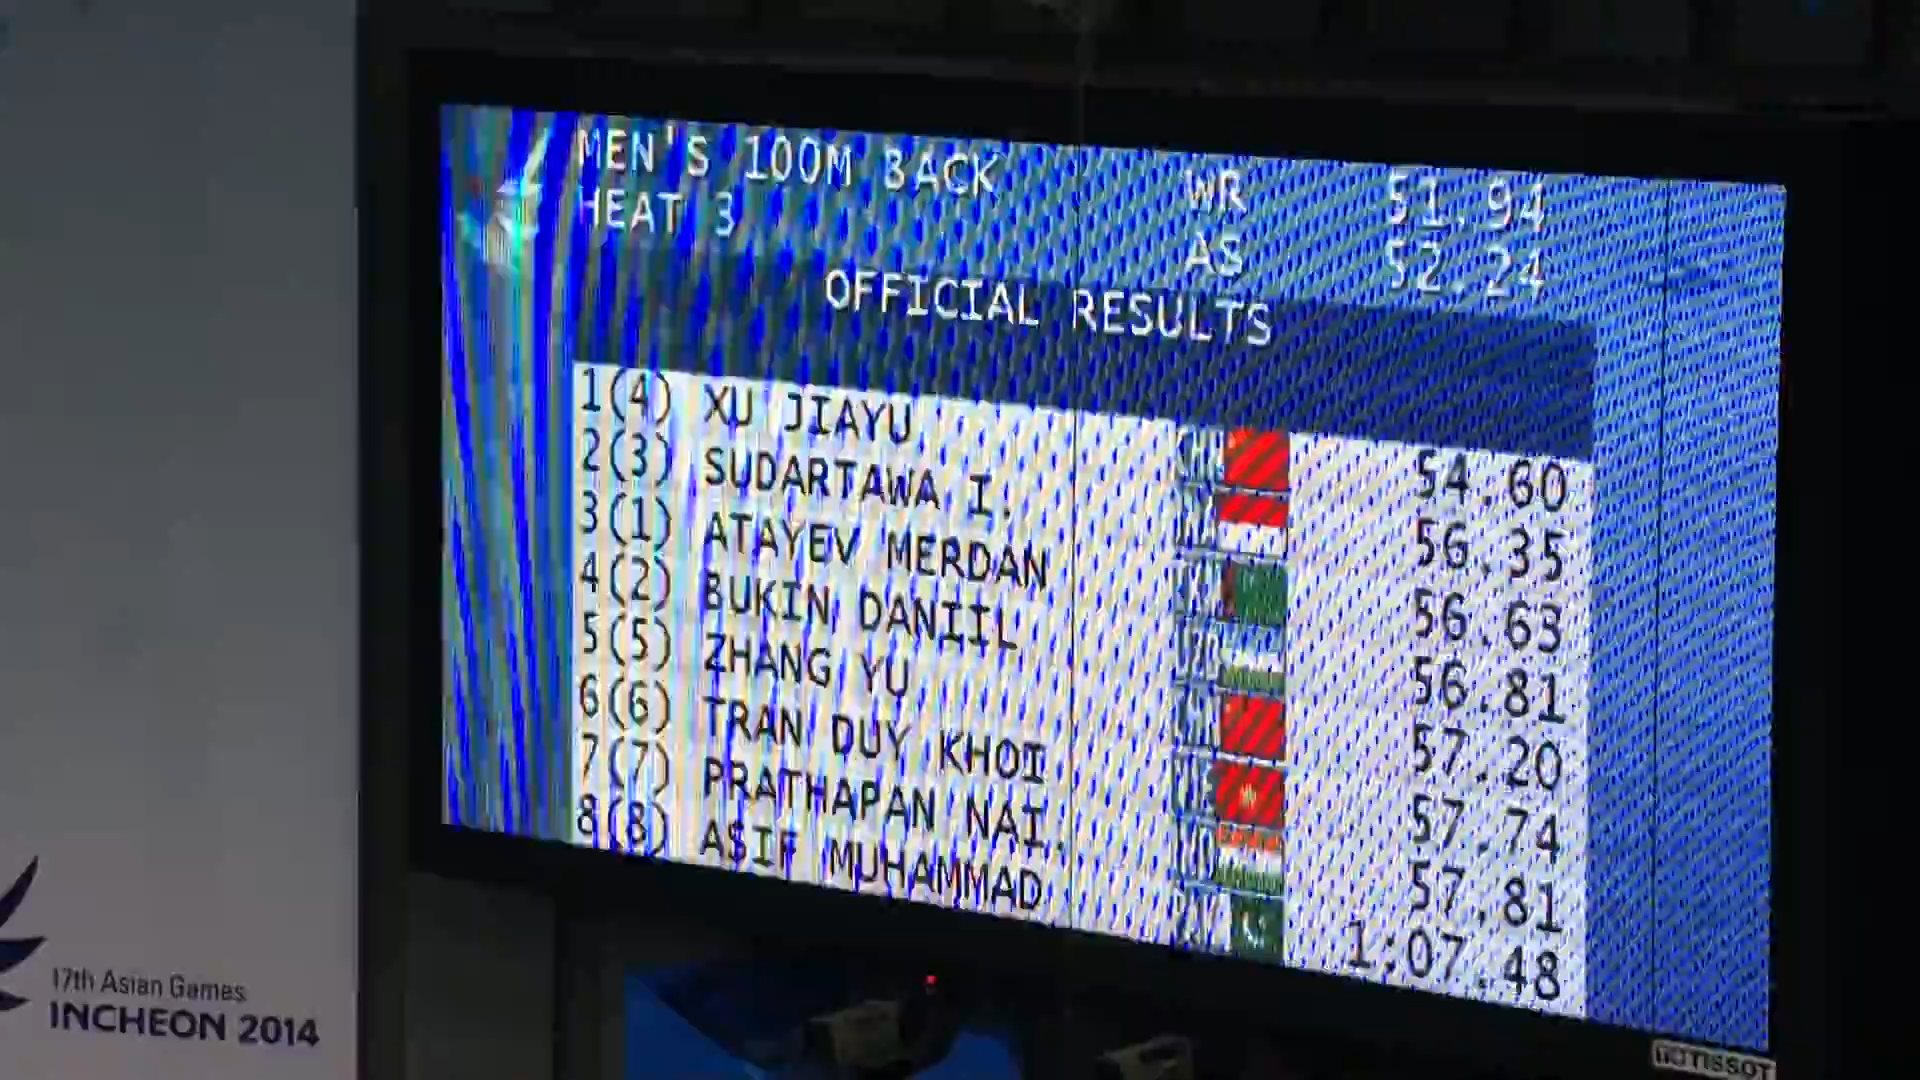 MEN'S 100M BACK WR 51.94
HEAT 3 AS 52.24
OFFICIAL RESULTS
1(4) XU JIAYU CHN 54.60
2(3) SUDARTAWA I. 56.35
3(1) ATAYEV MERDAN 56.63
4(2) BUKIN DANIIL UZB 56.81
5(5) ZHANG YU 57.20
6(6) TRAN DUY KHOI 57.74
7(7) PRATHAPAN NAI. 57.81
8(8) ASIF MUHAMMAD 1:07.48
17th Asian Games
INCHEON 2014
TISSOT